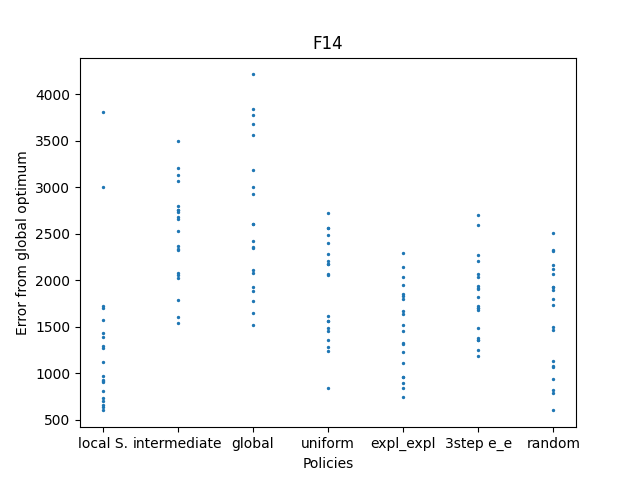 F14
Error from global optimum
4000
3500
3000
2500
2000
1500
1000
500
local S. intermediate global uniform expl_expl 3step e_e random
Policies